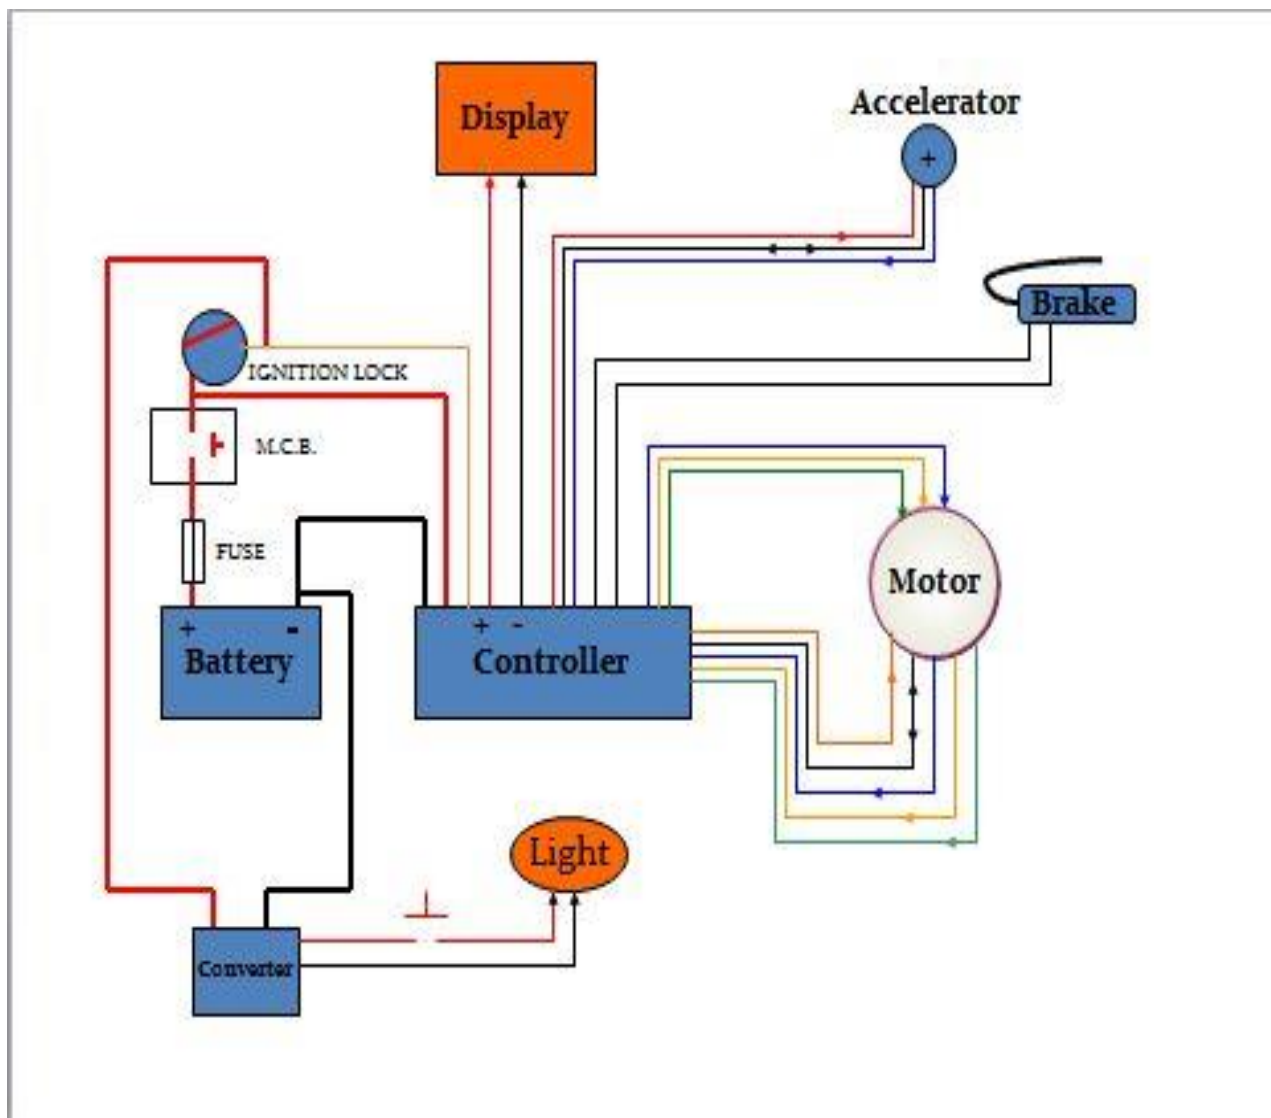 Display
Accelerator
+
Brake
IGNITION LOCK
M.C.B.
FUSE
Motor
+ -
Battery
+ -
Controller
Light
Converter